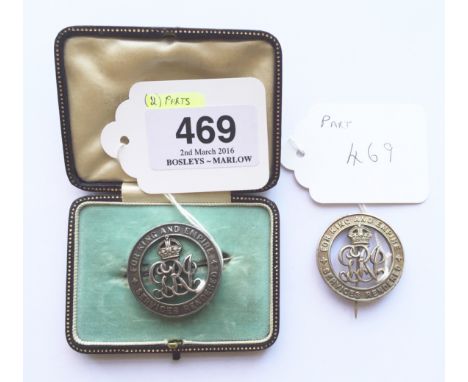 (2) PARTS
469
2nd March 2016
BOSLEYS ~ MARLOW
PART
469
FOR KING AND EMPIRE
SERVICES RENDERED
FOR KING AND EMPIRE
SERVICES RENDERED